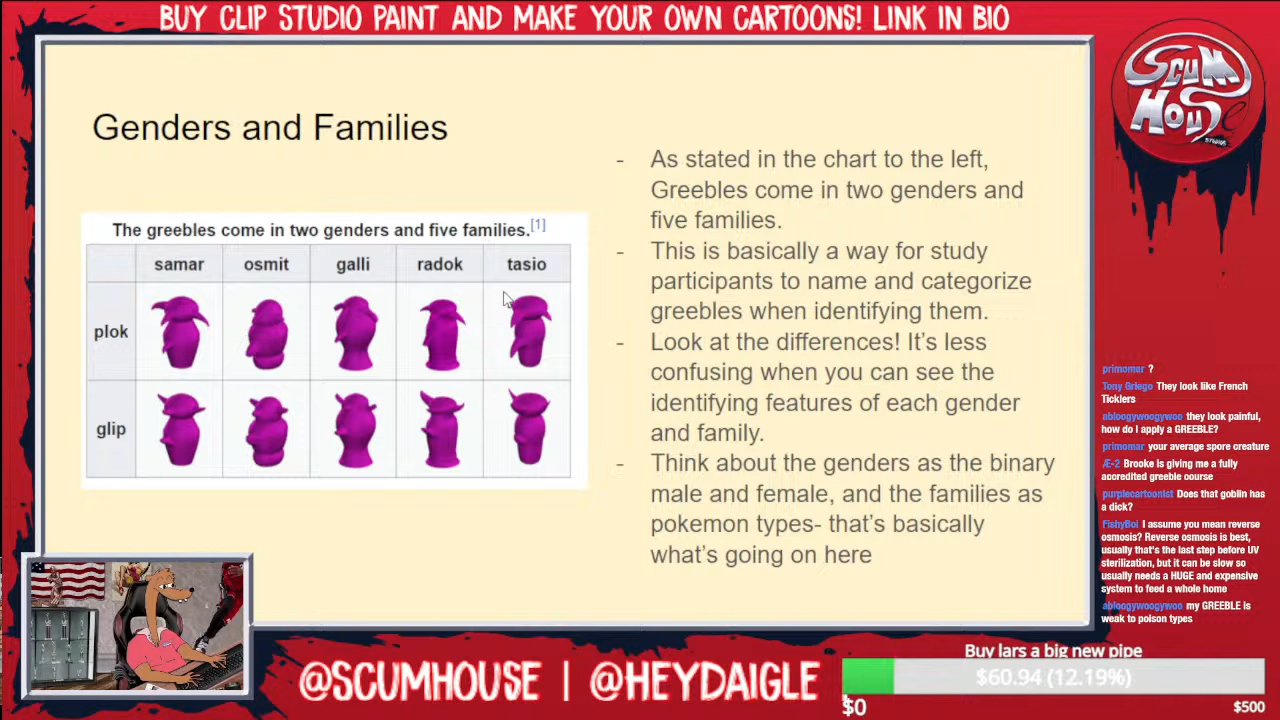 BUY CLIP STUDIO PAINT AND MAKE YOUR OWN CARTOONS! LINK IN BIO
SCUM
HOUSe
STUDIOS
Genders and Families
The greebles come in two genders and five families.[1]
samar osmit galli radok tasio
plok
glip
- As stated in the chart to the left,
Greebles come in two genders and
five families.
- This is basically a way for study
participants to name and categorize
greebles when identifying them.
- Look at the differences! It's less
confusing when you can see the
identifying features of each gender
and family.
- Think about the genders as the binary
male and female, and the families as
pokemon types- that's basically
what's going on here
primomar ?
Tony Griego They look like French
Ticklers
abloogywoogywoo they look painful,
how do I apply a GREEBLE?
primomar your average spore creature
Æ-2 Brooke is giving me a fully
accredited greeble course
purplecartoonist Does that goblin has
a dick?
FishyBoi I assume you mean reverse
osmosis? Reverse osmosis is best,
usually that's the last step before UV
sterilization, but it can be slow so
usually needs a HUGE and expensive
system to feed a whole home
abloogywoogywoo my GREEBLE is
weak to poison types
@SCUMHOUSE | @HEYDAIGLE
Buy lars a big new pipe
$60.94 (12.19%)
$0 $500